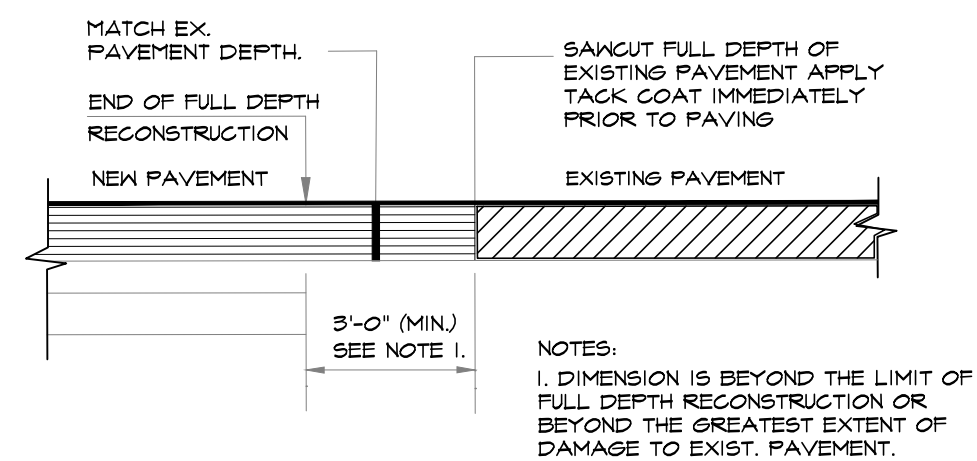 MATCH EX.
PAVEMENT DEPTH.
END OF FULL DEPTH
RECONSTRUCTION
NEW PAVEMENT
SAWCUT FULL DEPTH OF
EXISTING PAVEMENT APPLY
TACK COAT IMMEDIATELY
PRIOR TO PAVING
EXISTING PAVEMENT
3'-0" (MIN.)
SEE NOTE 1.
NOTES:
1. DIMENSION IS BEYOND THE LIMIT OF
FULL DEPTH RECONSTRUCTION OR
BEYOND THE GREATEST EXTENT OF
DAMAGE TO EXIST. PAVEMENT.